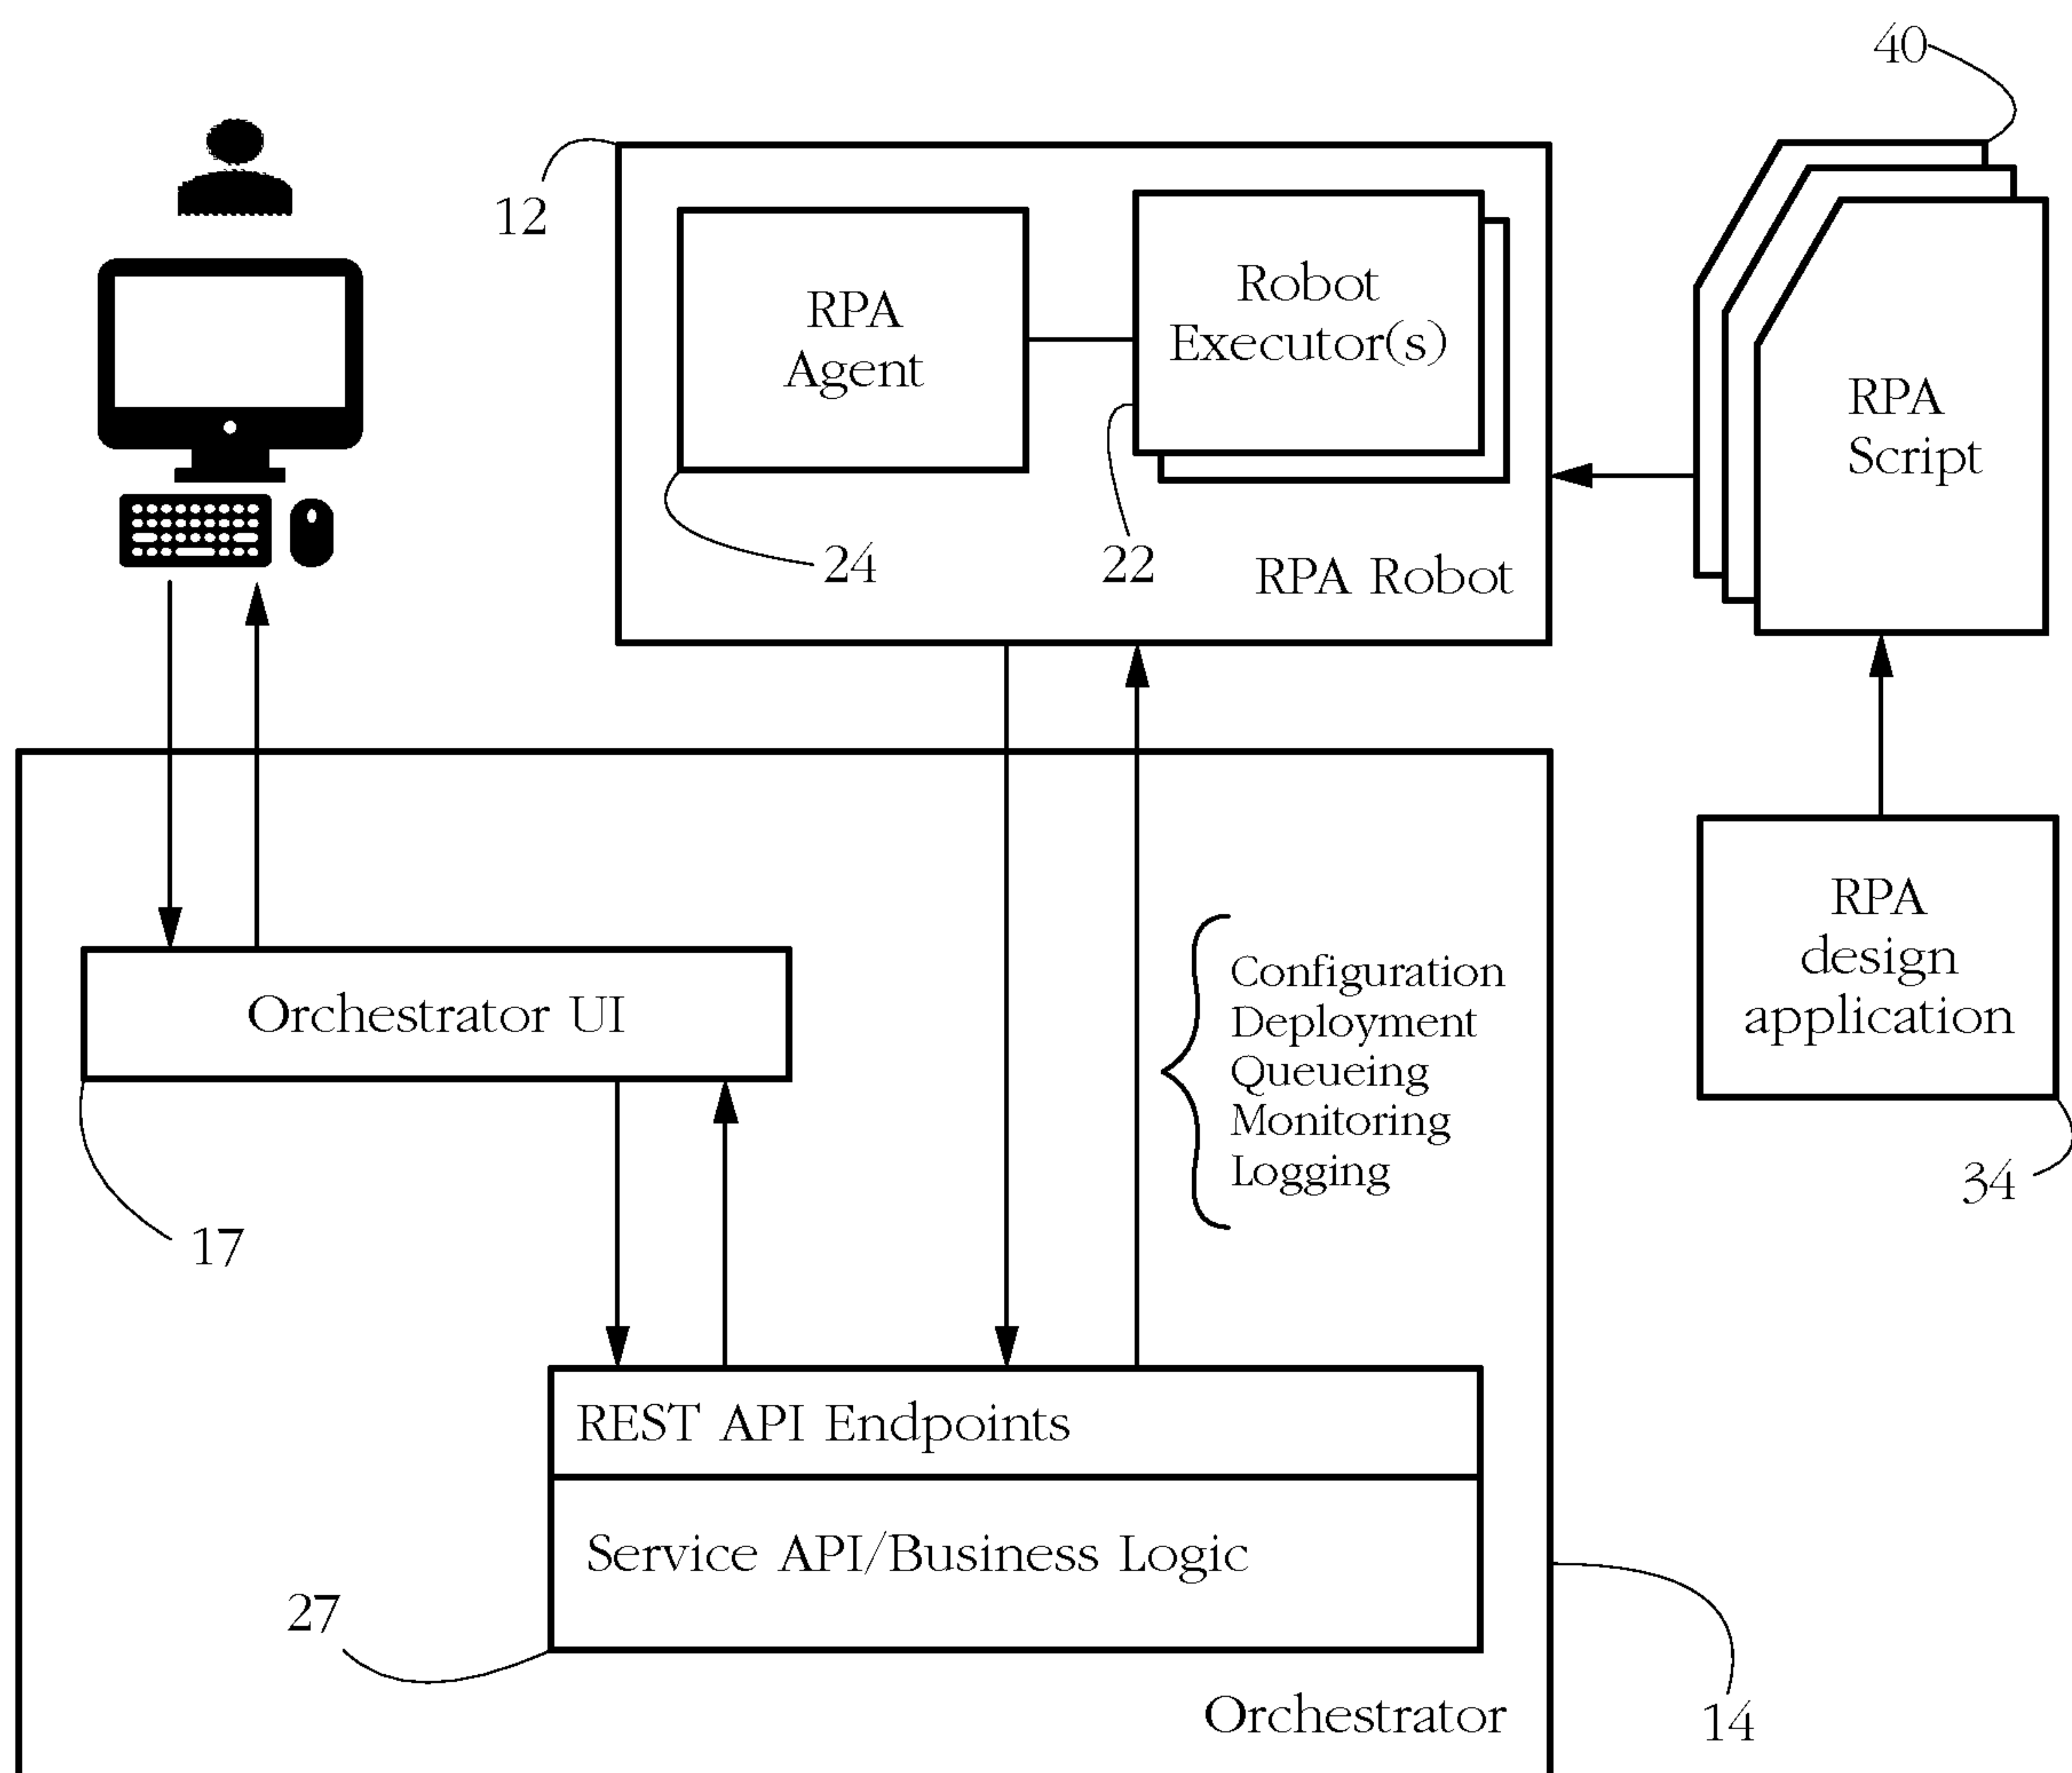 40
12
RPA
Agent
Robot
Executor(s)
24
22
RPA Robot
RPA
Script
RPA
design
application
34
Orchestrator UI
17
Configuration
Deployment
Queueing
Monitoring
Logging
REST API Endpoints
Service API/Business Logic
27
Orchestrator
14